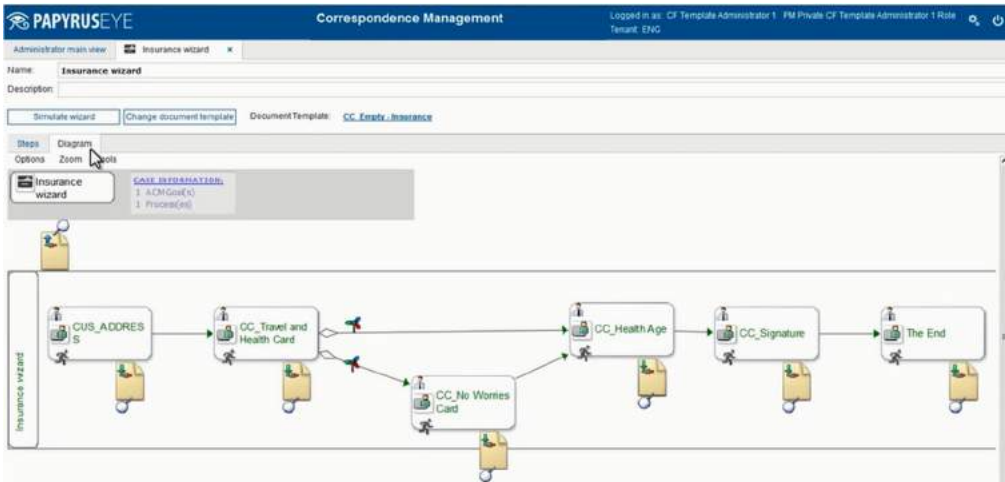 PAPYRUSEYE
Correspondence Management
Logged in as: CF Template Administrator 1 PM Private CF Template Administrator 1 Role
Tenant: ENG
Administrator main view
Insurance wizard
Name: Insurance wizard
Description:
Simulate wizard
Change document template
Document Template: CC_Empty - Insurance
Steps
Diagram
Options
Zoom
Insurance
wizard
CASE INFORMATION:
1 ACMGoal(s)
1 Process(es)
Insurance wizard
CUS_ADDRES
S
CC_Travel and
Health Card
CC_No Worries
Card
CC_Health Age
CC_Signature
The End